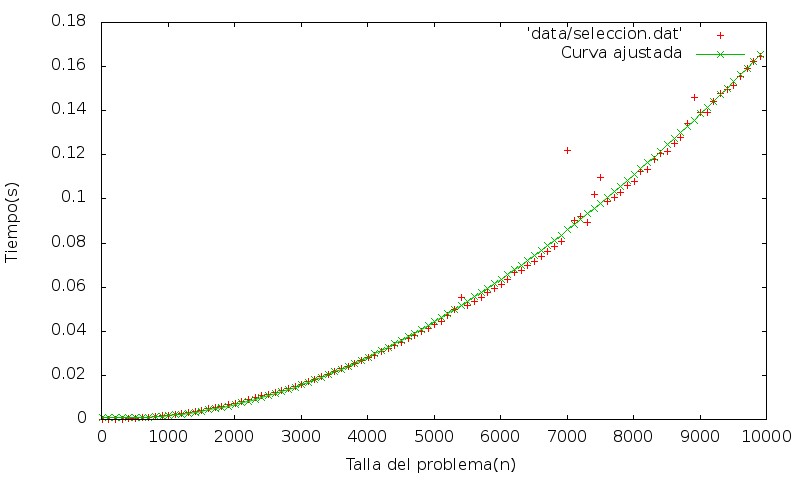 0.18
0.16
0.14
0.12
0.1
0.08
0.06
0.04
0.02
0
Tiempo(s)
'data/seleccion.dat'
Curva ajustada
0 1000 2000 3000 4000 5000 6000 7000 8000 9000 10000
Talla del problema(n)